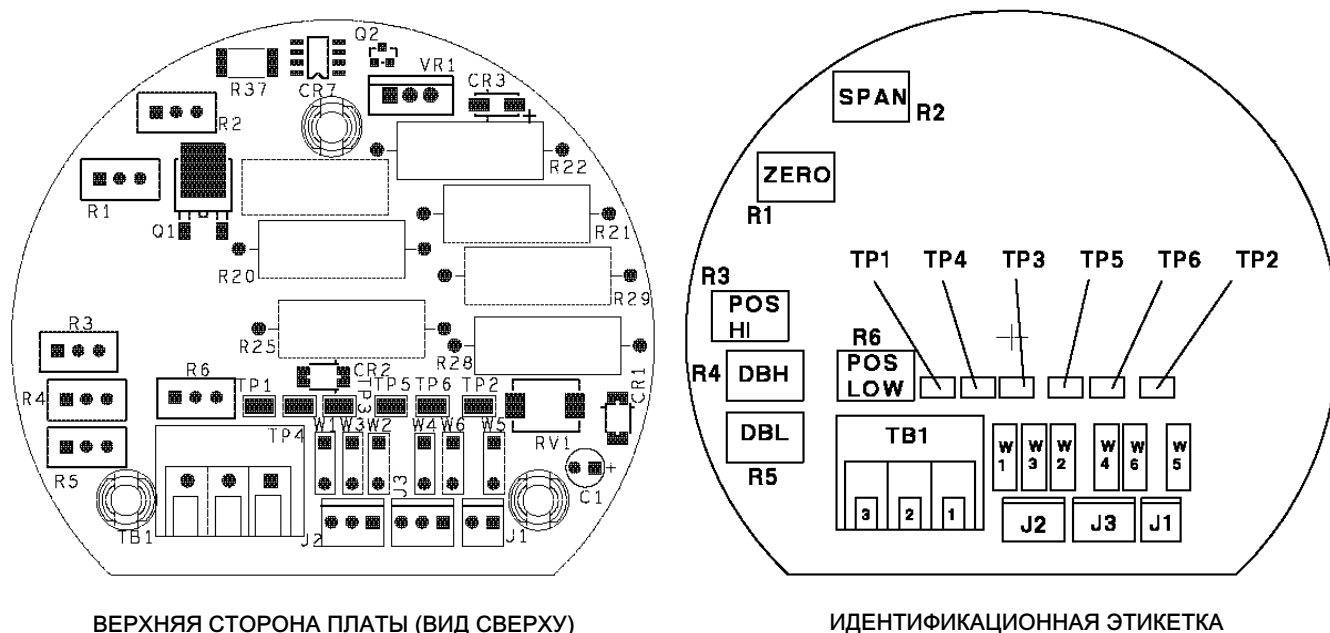 Q2
R37
CR7
VR1
CR3
+
R2
R22
R1
Q1
R21
R20
R29
R3
R25
R28
CR2
CR1
R6
TP1
TP3
TP5
TP6
TP2
R4
TP4
W1
W3
W2
W4
W6
W5
RV1
R5
J3
+
C1
TB1
J2
J1
ВЕРХНЯЯ СТОРОНА ПЛАТЫ (ВИД СВЕРХУ)
SPAN
R2
ZERO
R1
TP1 TP4 TP3 TP5 TP6 TP2
R3
POS
HI
R6
POS
LOW
R4
DBH
DBL
R5
TB1
3 2 1
W
1
W
3
W
2
W
4
W
6
W
5
J2 J3 J1
ИДЕНТИФИКАЦИОННАЯ ЭТИКЕТКА